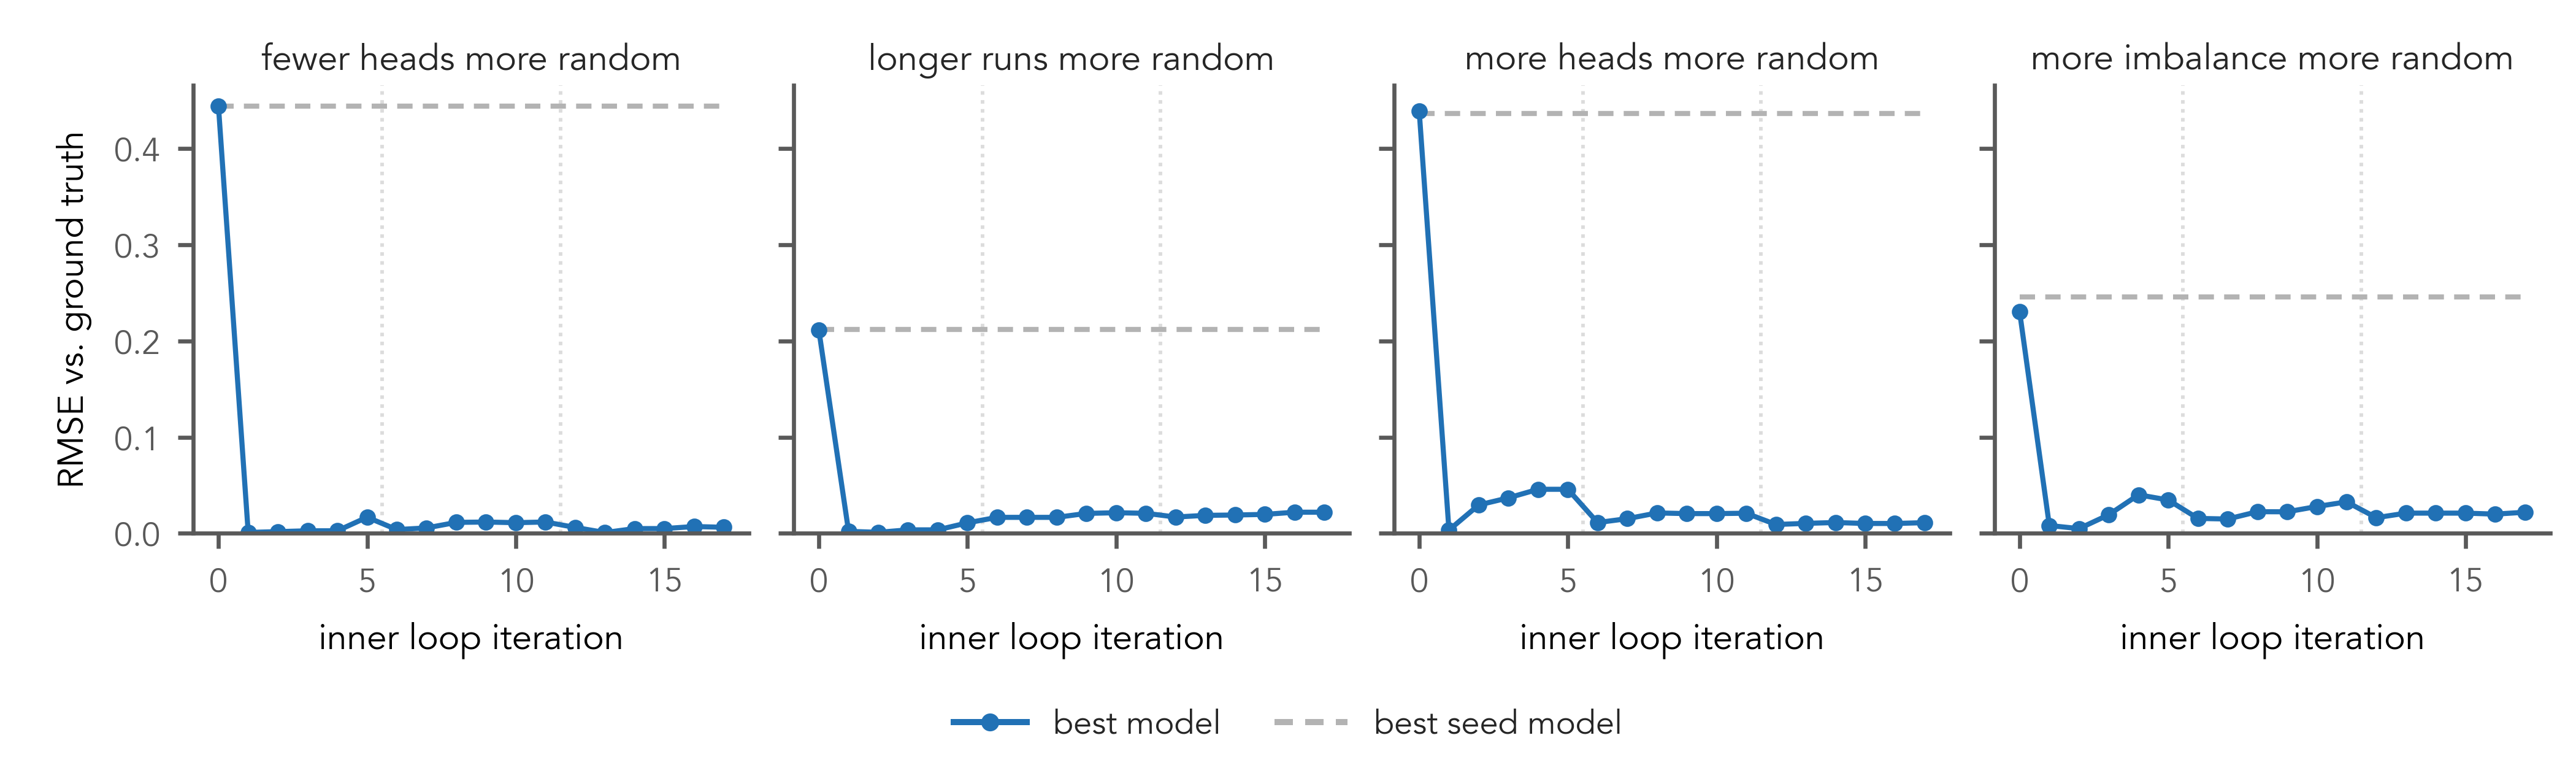 fewer heads more random
longer runs more random
more heads more random
more imbalance more random
RMSE vs. ground truth
0.4
0.3
0.2
0.1
0.0
0 5 10 15
0 5 10 15
0 5 10 15
0 5 10 15
inner loop iteration
inner loop iteration
inner loop iteration
inner loop iteration
best model
best seed model